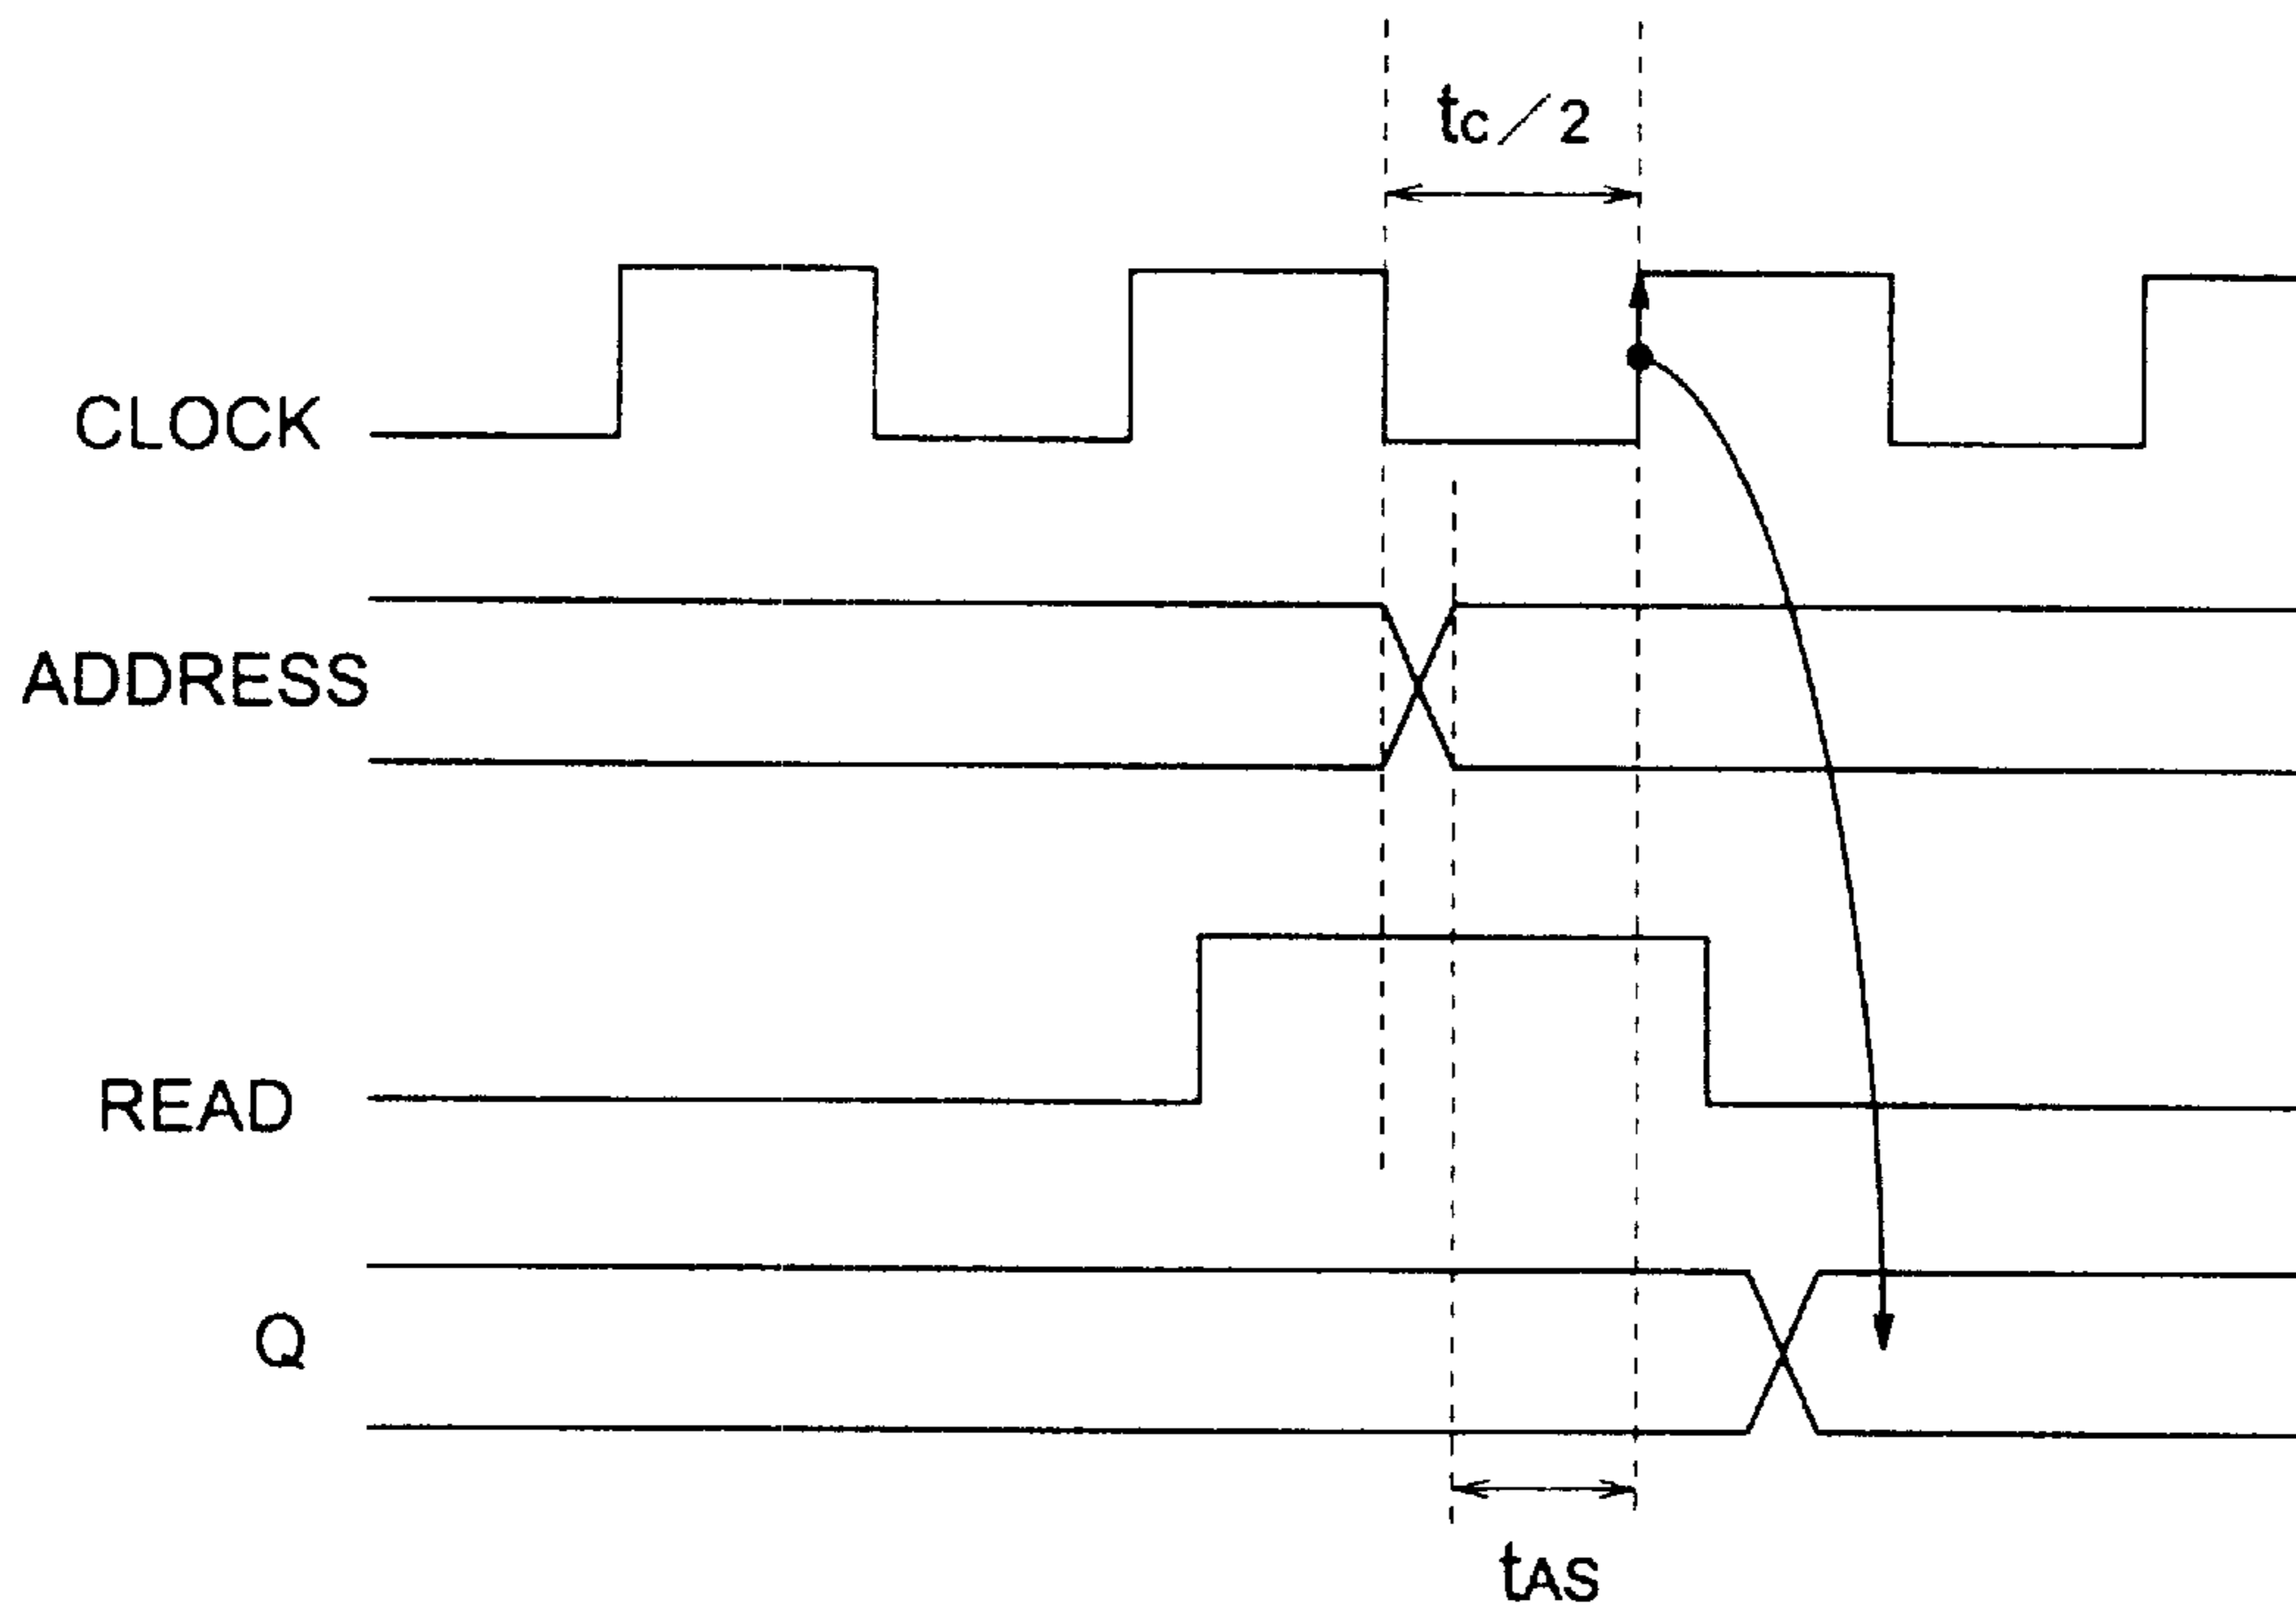 tc/2
CLOCK
ADDRESS
READ
Q
tAS